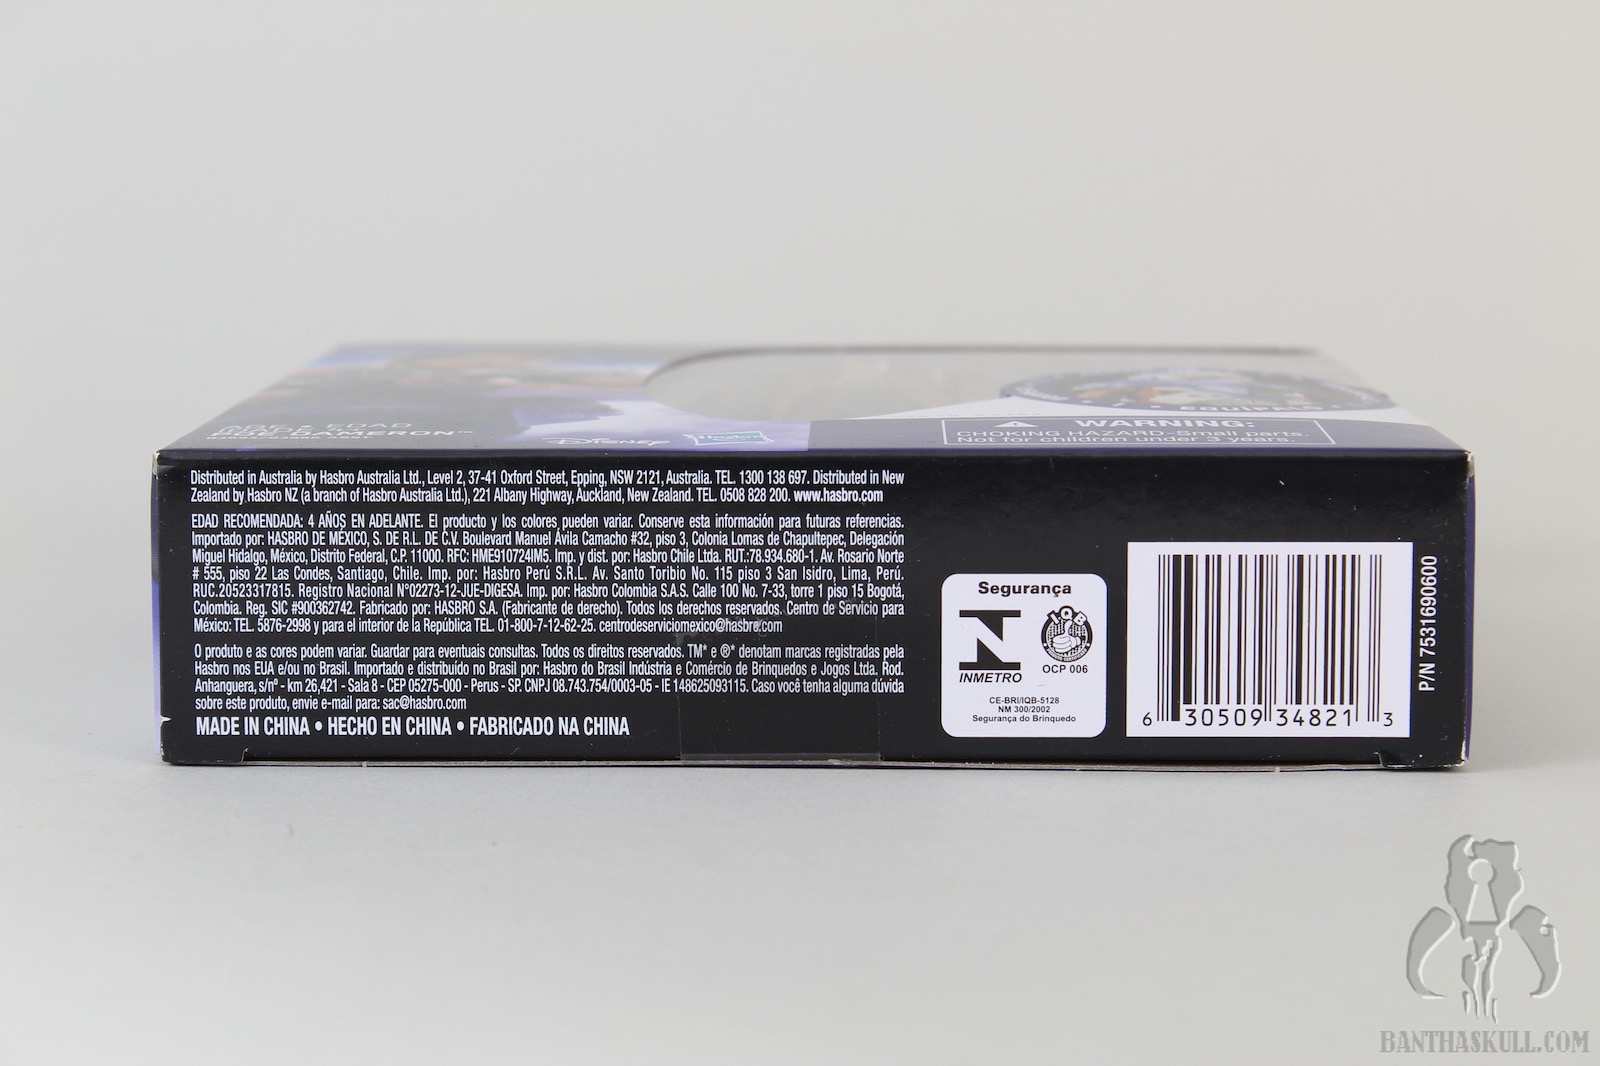 AGE • EDAD
POE DAMERON™
Disney
Hasbro
EQUIPAJE
WARNING:
CHOKING HAZARD-Small parts.
Not for children under 3 years.
Distributed in Australia by Hasbro Australia Ltd., Level 2, 37-41 Oxford Street, Epping, NSW 2121, Australia. TEL. 1300 138 697. Distributed in New
Zealand by Hasbro NZ (a branch of Hasbro Australia Ltd.), 221 Albany Highway, Auckland, New Zealand. TEL. 0508 828 200. www.hasbro.com
EDAD RECOMENDADA: 4 AÑOS EN ADELANTE. El producto y los colores pueden variar. Conserve esta información para futuras referencias.
Importado por: HASBRO DE MÉXICO, S. DE R.L. DE C.V. Boulevard Manuel Ávila Camacho #32, piso 3, Colonia Lomas de Chapultepec, Delegación
Miguel Hidalgo, México, Distrito Federal, C.P. 11000. RFC: HME910724IM5. Imp. y dist. por: Hasbro Chile Ltda. RUT.:78.934.680-1. Av. Rosario Norte
# 555, piso 22 Las Condes, Santiago, Chile. Imp. por: Hasbro Perú S.R.L. Av. Santo Toribio No. 115 piso 3 San Isidro, Lima, Perú.
RUC.20523317815. Registro Nacional Nº02273-12-JUE-DIGESA. Imp. por: Hasbro Colombia S.A.S. Calle 100 No. 7-33, torre 1 piso 15 Bogotá,
Colombia. Reg. SIC #900362742. Fabricado por: HASBRO S.A. (Fabricante de derecho). Todos los derechos reservados. Centro de Servicio para
México: TEL. 5876-2998 y para el interior de la República TEL. 01-800-7-12-62-25. centrodeserviciomexico@hasbro.com
O produto e as cores podem variar. Guardar para eventuais consultas. Todos os direitos reservados. TM* e ®* denotam marcas registradas pela
Hasbro nos EUA e/ou no Brasil. Importado e distribuído no Brasil por: Hasbro do Brasil Indústria e Comércio de Brinquedos e Jogos Ltda. Rod.
Anhanguera, s/nº - km 26,421 - Sala 8 - CEP 05275-000 - Perus - SP. CNPJ 08.743.754/0003-05 - IE 148625093115. Caso você tenha alguma dúvida
sobre este produto, envie e-mail para: sac@hasbro.com
MADE IN CHINA • HECHO EN CHINA • FABRICADO NA CHINA
Segurança
IQB
INMETRO
OCP 006
CE-BRI/IQB-5128
NM 300/2002
Segurança do Brinquedo
6 30509 34821 3
P/N 7531690600
BANTHASKULL.COM